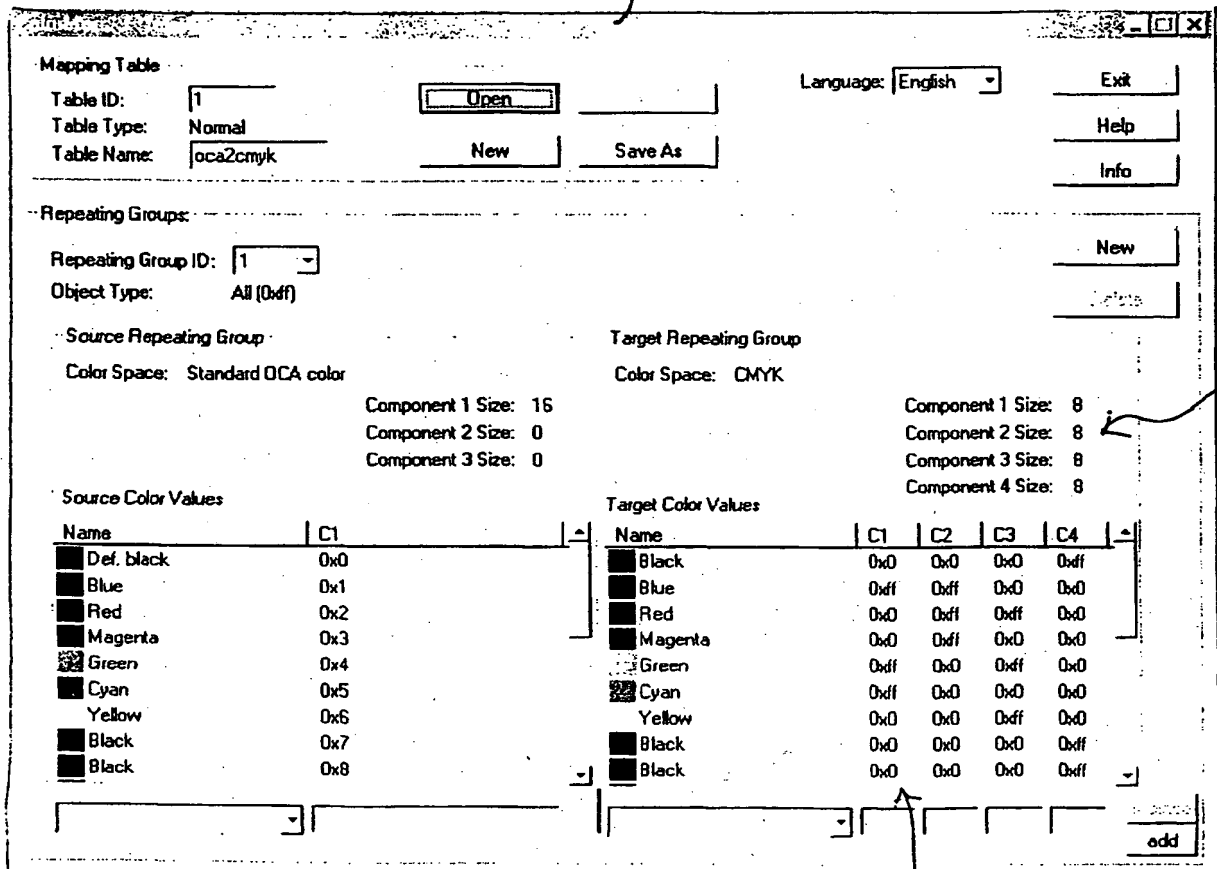 Mapping Table
Table ID: 1
Open
Language: English
Exit
Table Type: Normal
Help
Table Name: oca2cmyk
New
Save As
Info
Repeating Groups:
Repeating Group ID: 1
New
Object Type: All (0xff)
Delete
Source Repeating Group
Target Repeating Group
Color Space: Standard OCA color
Color Space: CMYK
Component 1 Size: 16
Component 2 Size: 0
Component 3 Size: 0
Component 1 Size: 8
Component 2 Size: 8
Component 3 Size: 8
Component 4 Size: 8
Source Color Values
Name C1
Def. black 0x0
Blue 0x1
Red 0x2
Magenta 0x3
Green 0x4
Cyan 0x5
Yellow 0x6
Black 0x7
Black 0x8
Target Color Values
Name C1 C2 C3 C4
Black 0x0 0x0 0x0 0xff
Blue 0xff 0xff 0x0 0x0
Red 0x0 0xff 0xff 0x0
Magenta 0x0 0xff 0x0 0x0
Green 0xff 0x0 0xff 0x0
Cyan 0xff 0x0 0x0 0x0
Yellow 0x0 0x0 0xff 0x0
Black 0x0 0x0 0x0 0xff
Black 0x0 0x0 0x0 0xff
add